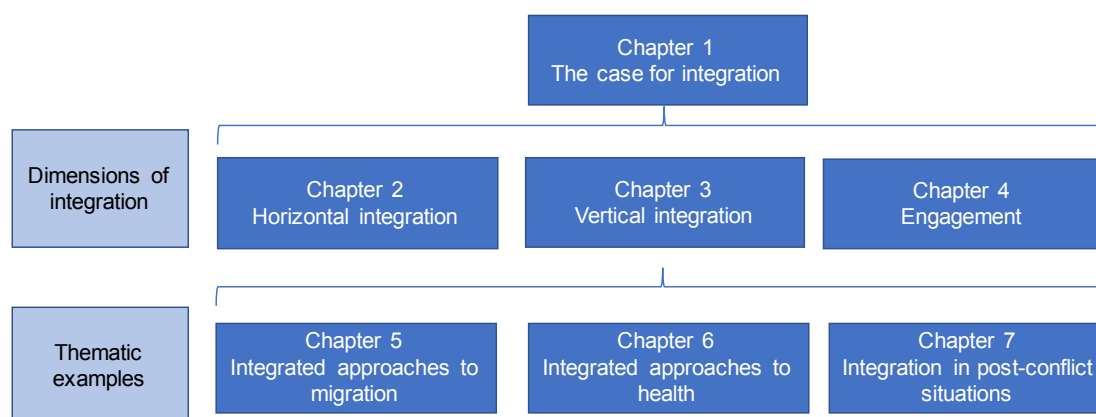 Chapter 1
The case for integration
Dimensions of
integration
Chapter 2
Horizontal integration
Chapter 3
Vertical integration
Chapter 4
Engagement
Thematic
examples
Chapter 5
Integrated approaches to
migration
Chapter 6
Integrated approaches to
health
Chapter 7
Integration in post-conflict
situations